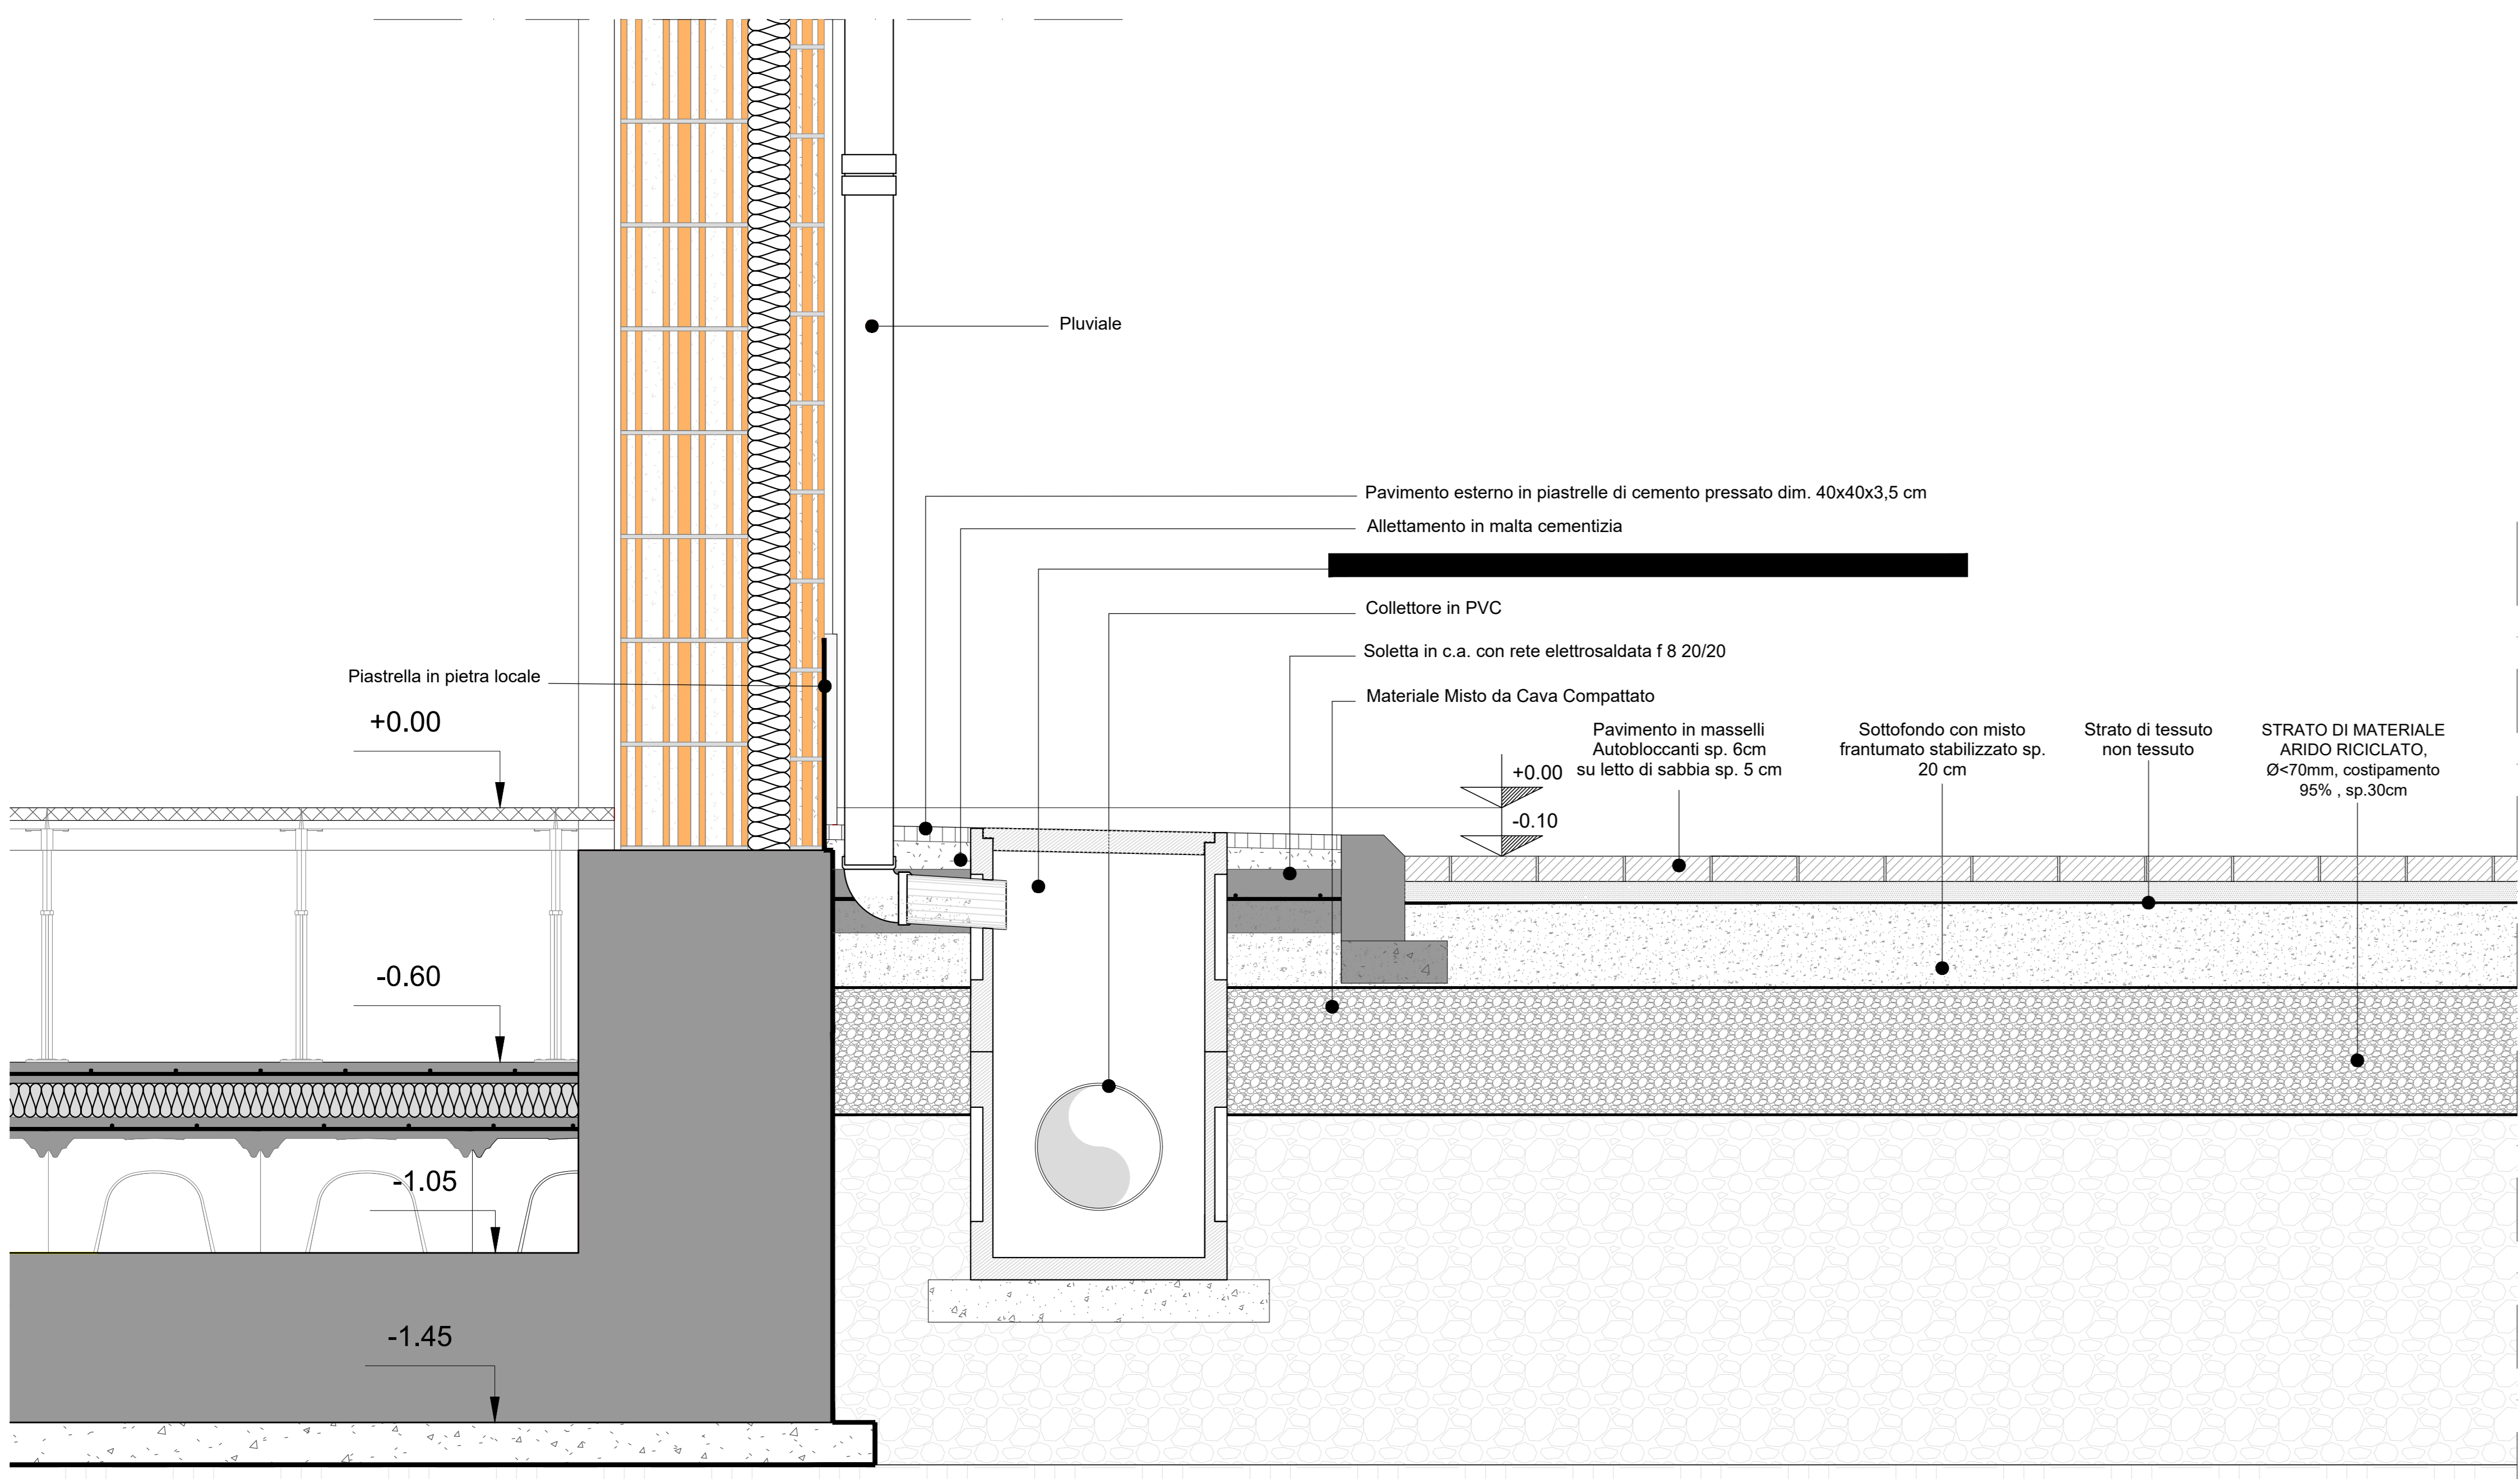 Pluviale
Pavimento esterno in piastrelle di cemento pressato dim. 40x40x3,5 cm
Allettamento in malta cementizia
Collettore in PVC
Soletta in c.a. con rete elettrosaldata f 8 20/20
Materiale Misto da Cava Compattato
Piastrella in pietra locale
+0.00
-0.60
-1.05
-1.45
+0.00
-0.10
Pavimento in masselli
Autobloccanti sp. 6cm
su letto di sabbia sp. 5 cm
Sottofondo con misto
frantumato stabilizzato sp.
20 cm
Strato di tessuto
non tessuto
STRATO DI MATERIALE
ARIDO RICICLATO,
Ø<70mm, costipamento
95% , sp.30cm